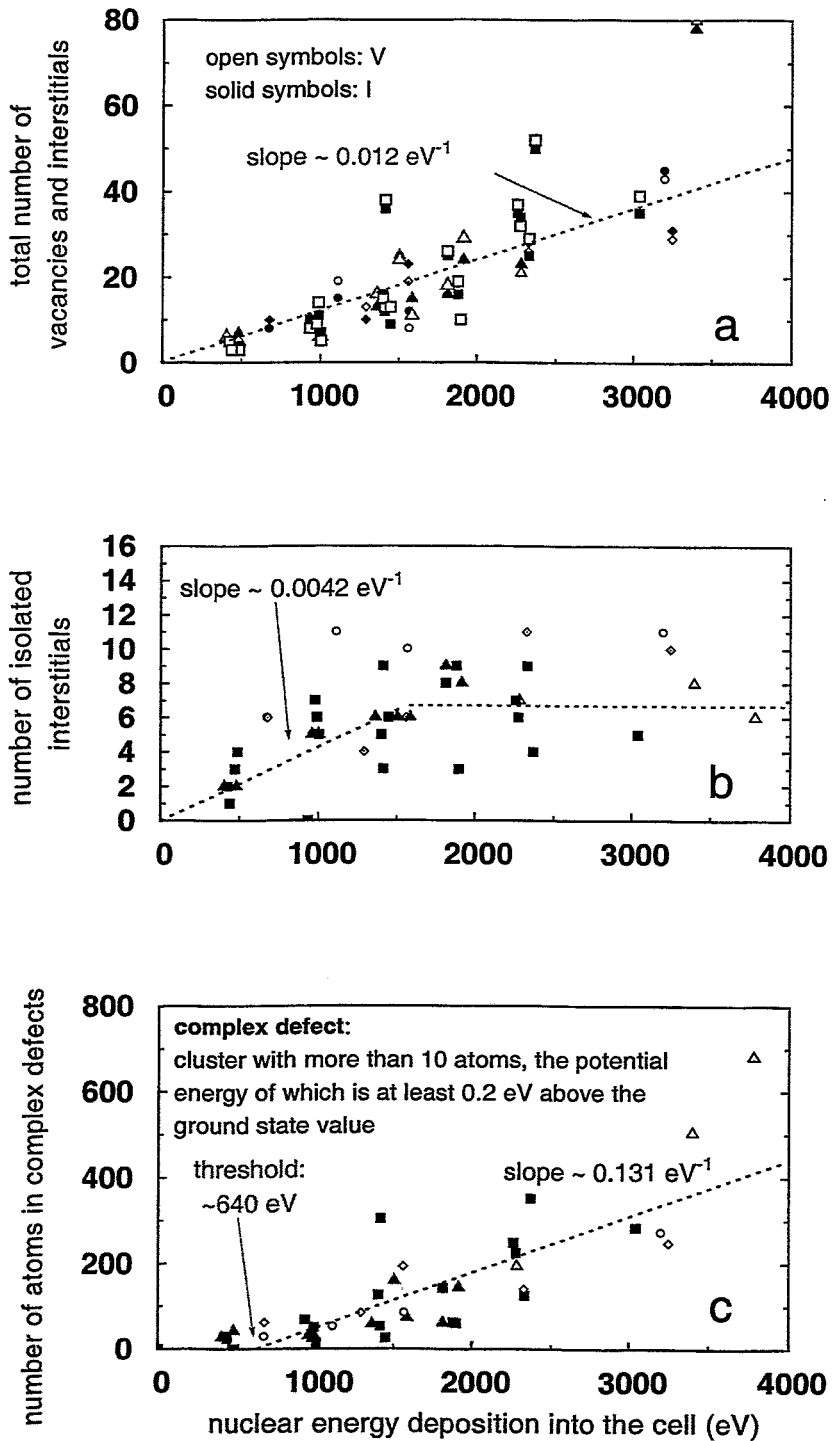 80
60
40
20
0
total number of
vacancies and interstitials
open symbols: V
solid symbols: I
slope ~ 0.012 eV⁻¹
a
0 1000 2000 3000 4000
16
14
12
10
8
6
4
2
0
number of isolated
interstitials
slope ~ 0.0042 eV⁻¹
b
0 1000 2000 3000 4000
800
600
400
200
0
number of atoms in complex defects
complex defect:
cluster with more than 10 atoms, the potential
energy of which is at least 0.2 eV above the
ground state value
threshold:
~640 eV
slope ~ 0.131 eV⁻¹
c
0 1000 2000 3000 4000
nuclear energy deposition into the cell (eV)